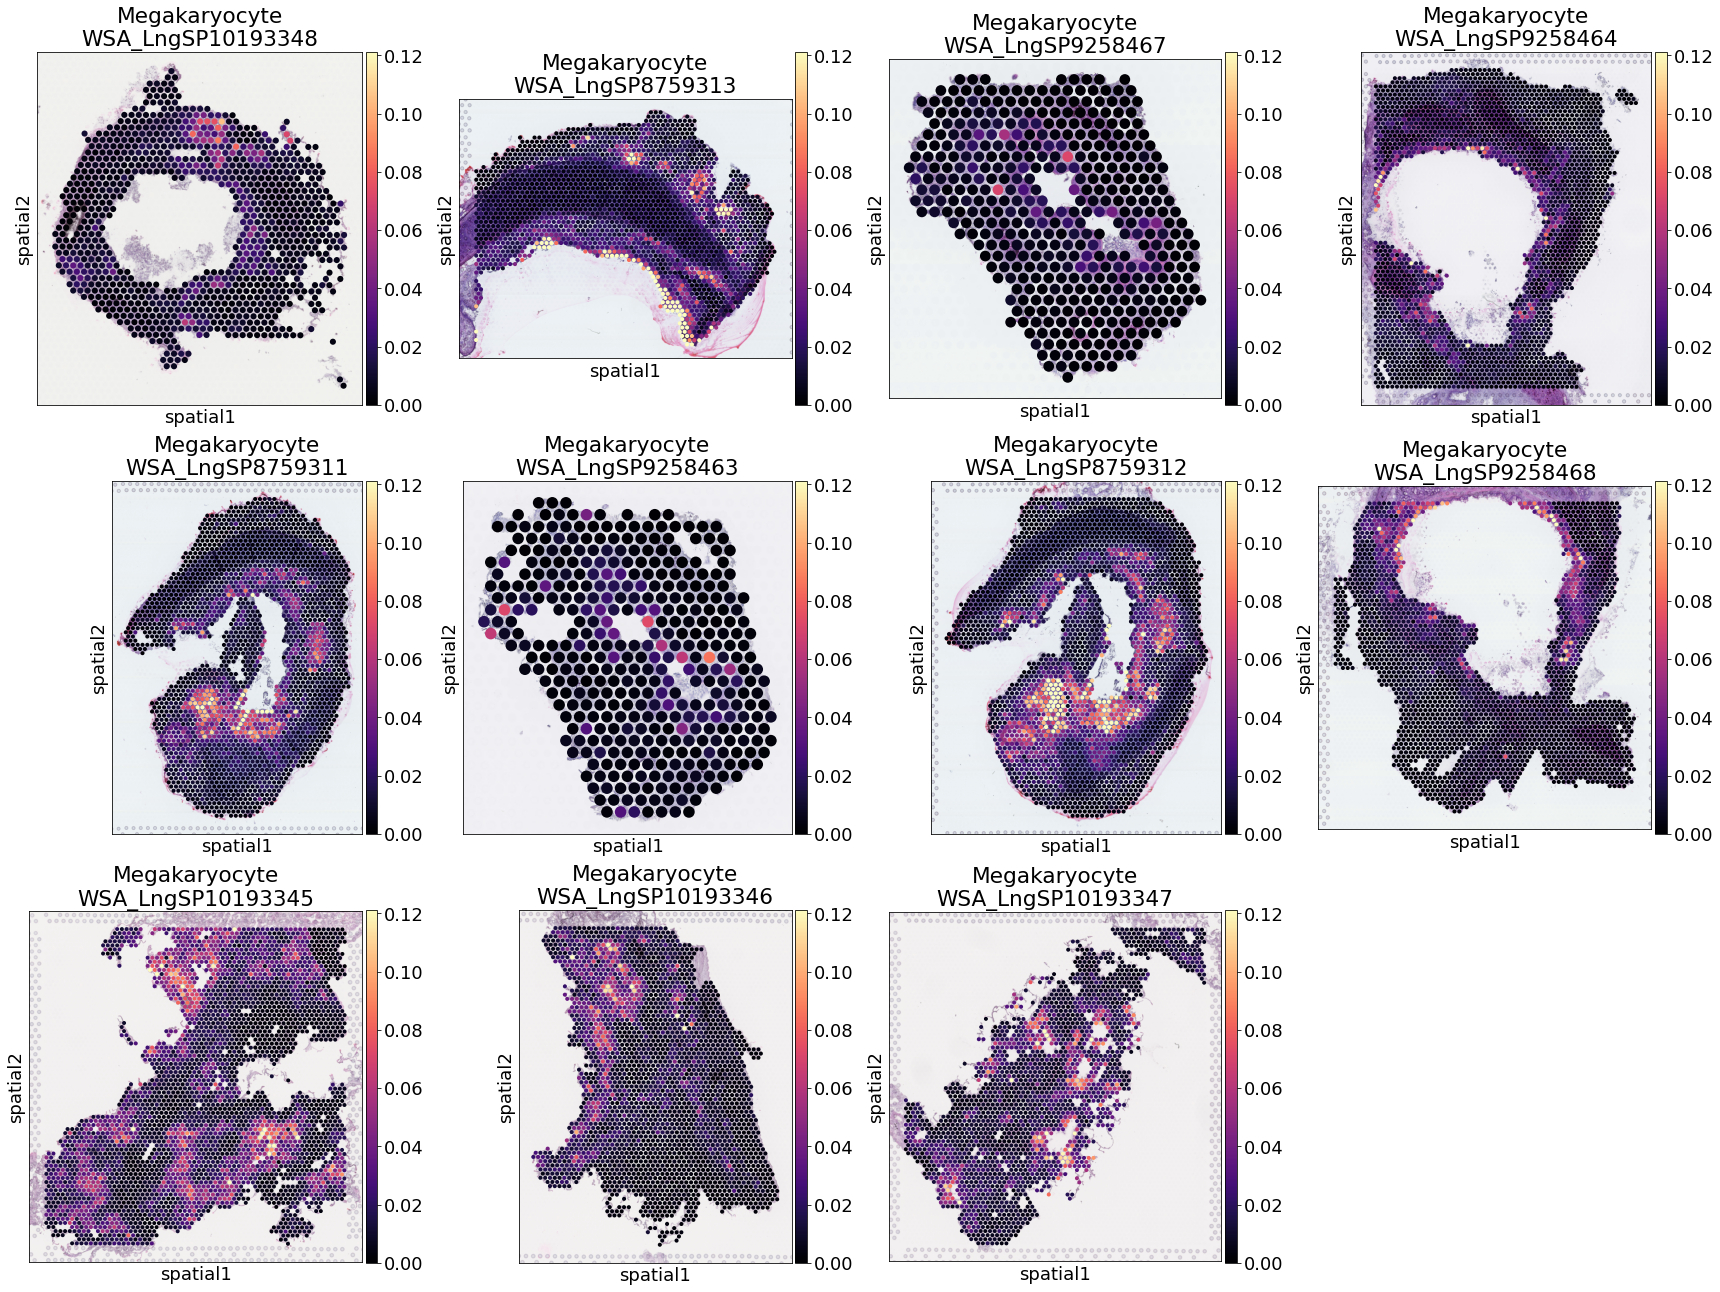 Megakaryocyte
WSA_LngSP10193348
0.12
0.10
0.08
0.06
0.04
0.02
0.00
spatial2
spatial1
Megakaryocyte
WSA_LngSP8759313
0.12
0.10
0.08
0.06
0.04
0.02
0.00
spatial2
spatial1
Megakaryocyte
WSA_LngSP9258467
0.12
0.10
0.08
0.06
0.04
0.02
0.00
spatial2
spatial1
Megakaryocyte
WSA_LngSP9258464
0.12
0.10
0.08
0.06
0.04
0.02
0.00
spatial2
spatial1
Megakaryocyte
WSA_LngSP8759311
0.12
0.10
0.08
0.06
0.04
0.02
0.00
spatial2
spatial1
Megakaryocyte
WSA_LngSP9258463
0.12
0.10
0.08
0.06
0.04
0.02
0.00
spatial2
spatial1
Megakaryocyte
WSA_LngSP8759312
0.12
0.10
0.08
0.06
0.04
0.02
0.00
spatial2
spatial1
Megakaryocyte
WSA_LngSP9258468
0.12
0.10
0.08
0.06
0.04
0.02
0.00
spatial2
spatial1
Megakaryocyte
WSA_LngSP10193345
0.12
0.10
0.08
0.06
0.04
0.02
0.00
spatial2
spatial1
Megakaryocyte
WSA_LngSP10193346
0.12
0.10
0.08
0.06
0.04
0.02
0.00
spatial2
spatial1
Megakaryocyte
WSA_LngSP10193347
0.12
0.10
0.08
0.06
0.04
0.02
0.00
spatial2
spatial1